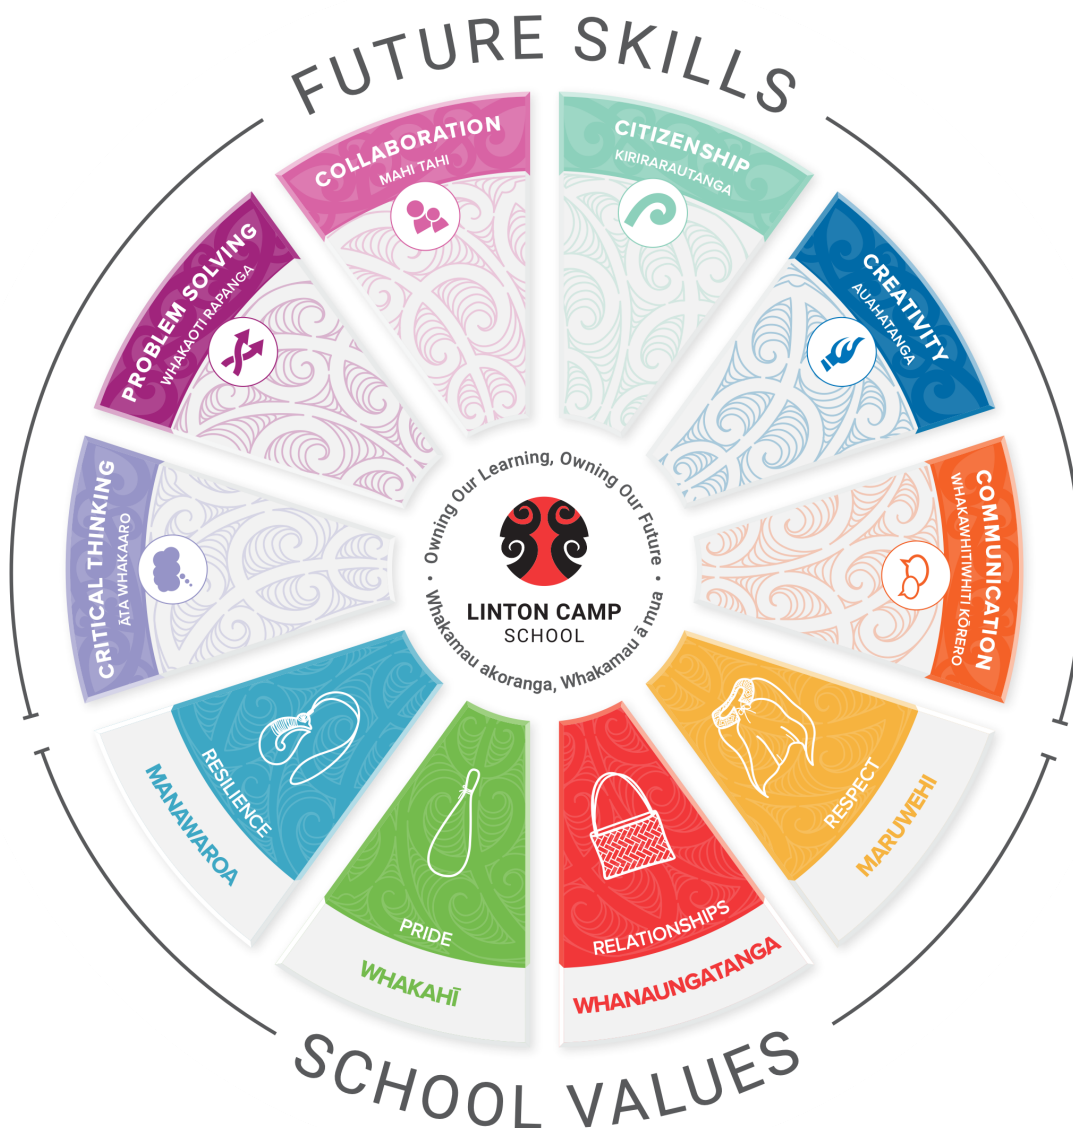 FUTURE SKILLS
CRITICAL THINKING
ĀTA WHAKAARO
PROBLEM SOLVING
WHAKAOTI RAPANGA
COLLABORATION
MAHI TAHI
CITIZENSHIP
KIRIRARAUTANGA
CREATIVITY
AUAHATANGA
COMMUNICATION
WHAKAWHITIWHITI KŌRERO
Owning Our Learning, Owning Our Future
LINTON CAMP
SCHOOL
• Whakamau akoranga, Whakamau ā mua •
RESILIENCE
MANAWAROA
PRIDE
WHAKAHĪ
RELATIONSHIPS
WHANAUNGATANGA
RESPECT
MARUWEHI
SCHOOL VALUES